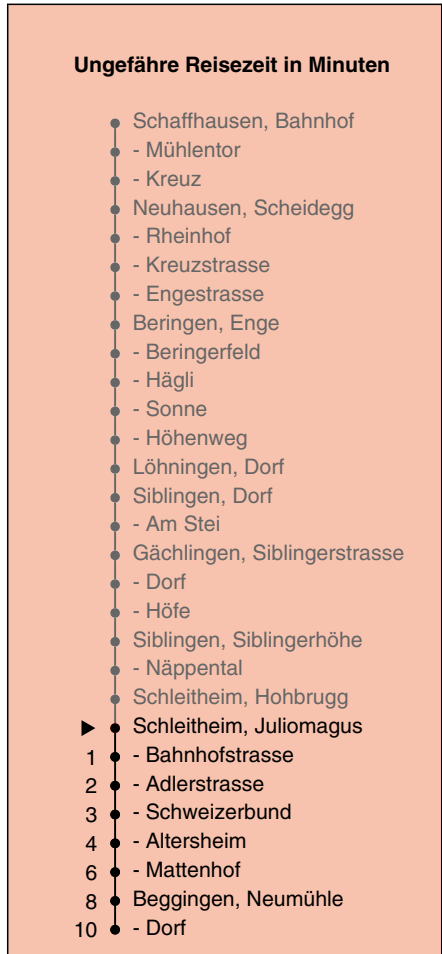 Ungefähre Reisezeit in Minuten
Schaffhausen, Bahnhof
- Mühlentor
- Kreuz
Neuhausen, Scheidegg
- Rheinhof
- Kreuzstrasse
- Engestrasse
Beringen, Enge
- Beringerfeld
- Hägli
- Sonne
- Höhenweg
Löhningen, Dorf
Siblingen, Dorf
- Am Stei
Gächlingen, Siblingerstrasse
- Dorf
- Höfe
Siblingen, Siblingerhöhe
- Näppental
Schleitheim, Hohbrugg
Schleitheim, Juliomagus
1 - Bahnhofstrasse
2 - Adlerstrasse
3 - Schweizerbund
4 - Altersheim
6 - Mattenhof
8 Beggingen, Neumühle
10 - Dorf